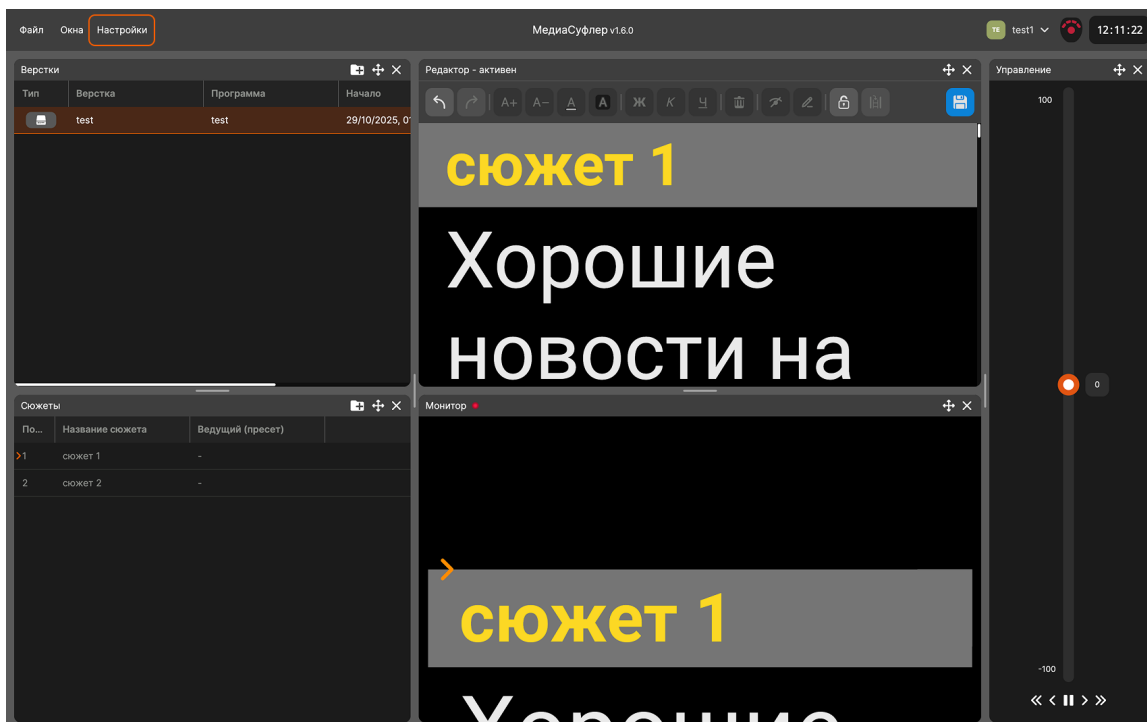 Файл Окна Настройки МедиаСуфлер v1.6.0 TE test1 12:11:22
Верстки
Тип Верстка Программа Начало
test test 29/10/2025, 0
Сюжеты
По... Название сюжета Ведущий (пресет)
1 сюжет 1 -
2 сюжет 2 -
Редактор - активен
A+ A- A A Ж К Ч
сюжет 1
Хорошие
новости на
Монитор
сюжет 1
Хорошие
Управление
100
0
-100